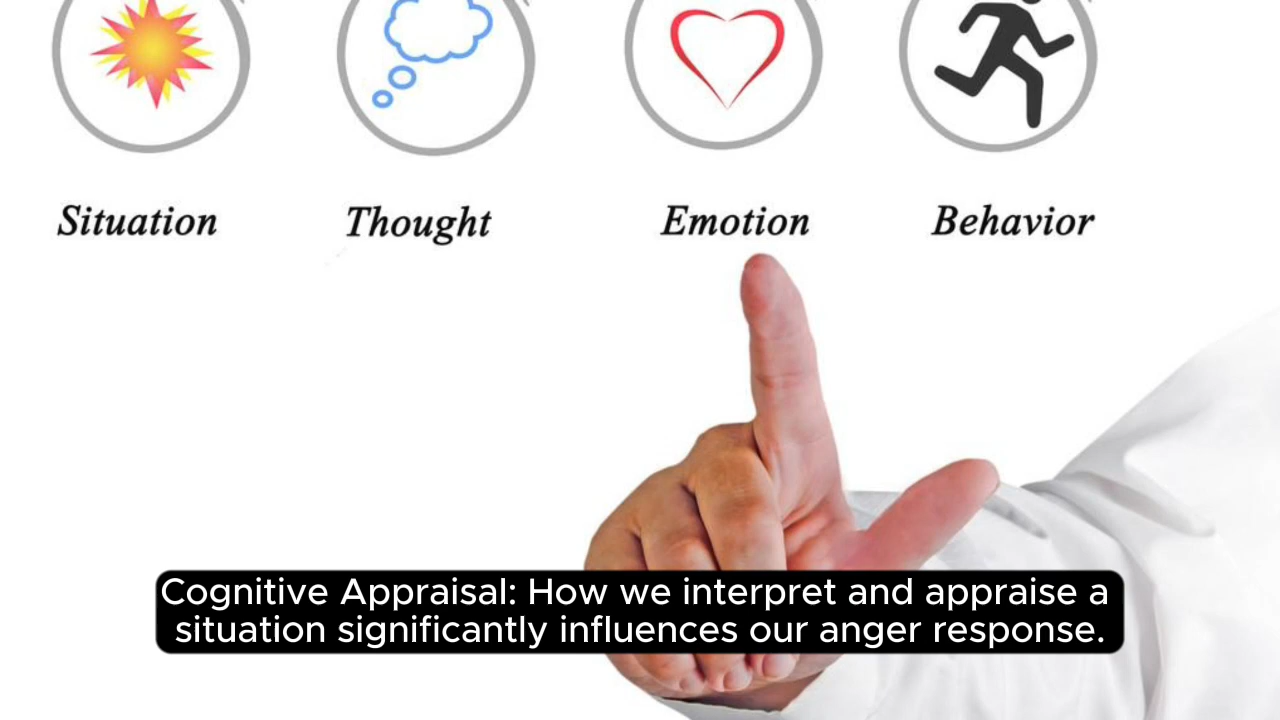 Situation Thought Emotion Behavior
Cognitive Appraisal: How we interpret and appraise a
situation significantly influences our anger response.